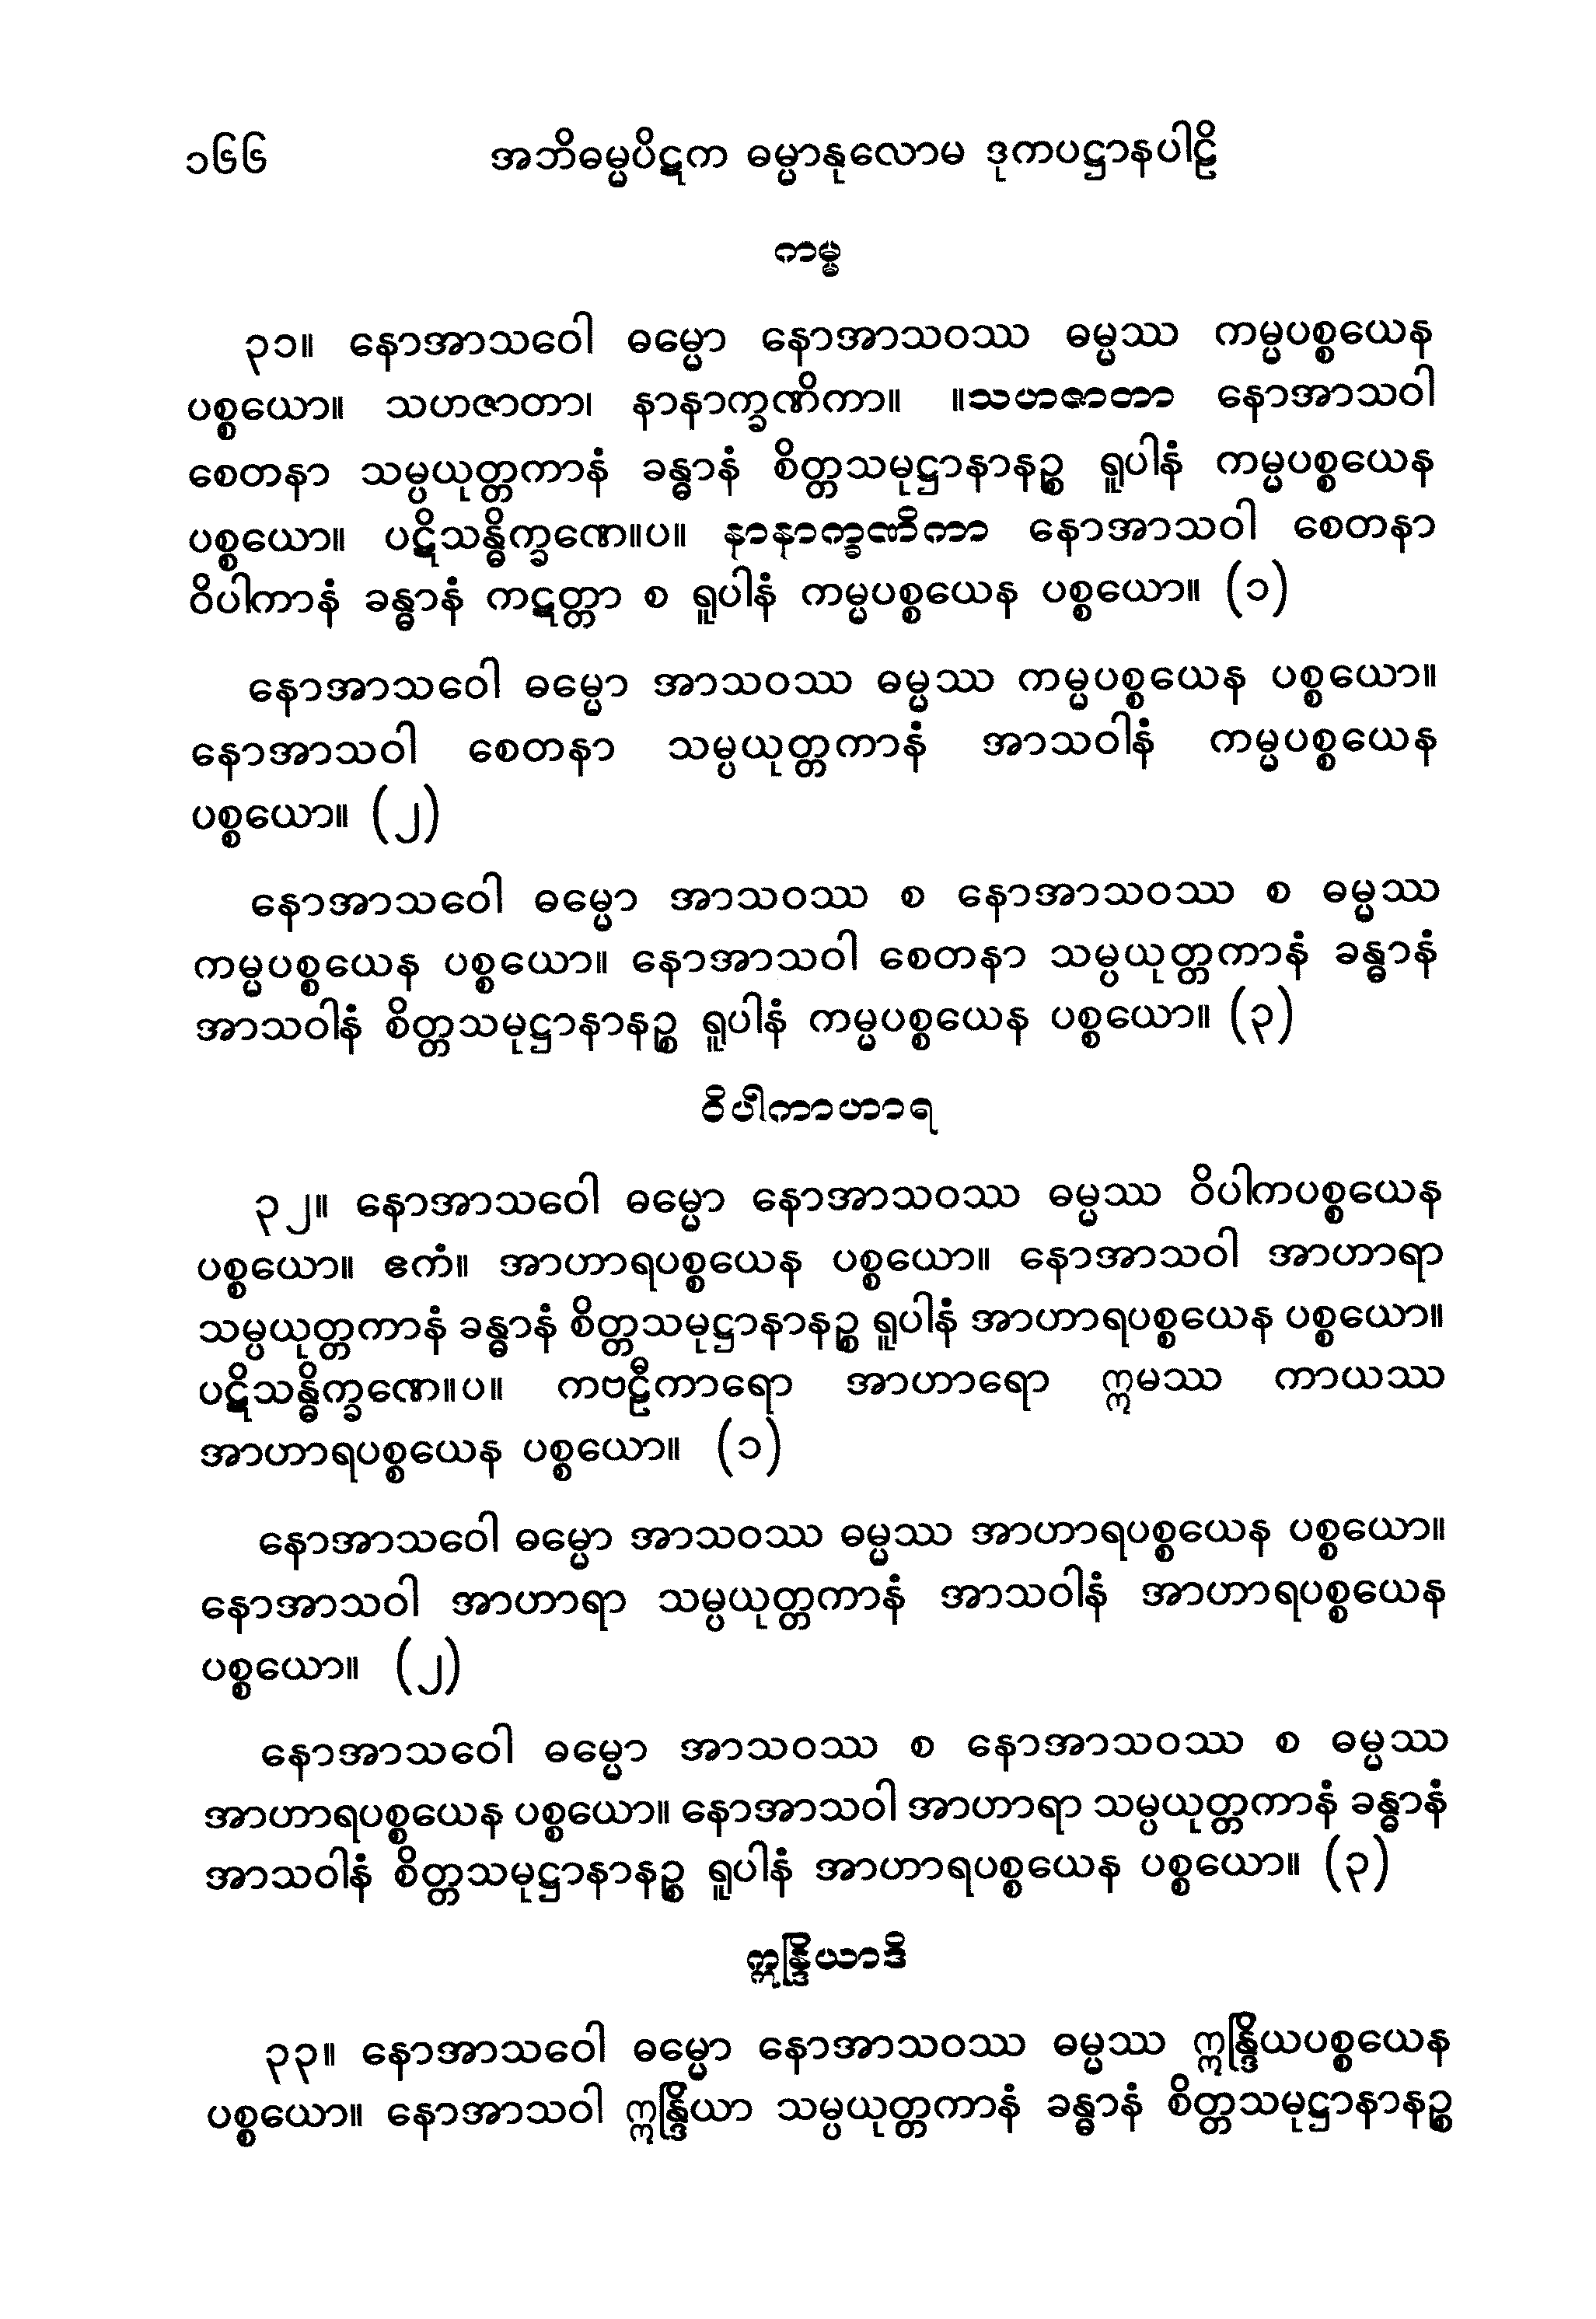 ၁၆၆ အဘိဓမ္မပိဋက ဓမ္မာနုလောမ ဒုကပဋ္ဌာနပါဠိ
ကမ္မ
၃၁။ နောအာသဝေါ ဓမ္မော နောအာသဝဿ ဓမ္မဿ ကမ္မပစ္စယေန
ပစ္စယော။ သဟဇာတာ၊ နာနာက္ခဏိကာ။ ။သဟဇာတာ နောအာသဝါ
စေတနာ သမ္ပယုတ္တကာနံ ခန္ဓာနံ စိတ္တသမုဋ္ဌာနာနဉ္စ ရူပါနံ ကမ္မပစ္စယေန
ပစ္စယော။ ပဋိသန္ဓိက္ခဏေ။ပ။ နာနာက္ခဏိကာ နောအာသဝါ စေတနာ
ဝိပါကာနံ ခန္ဓာနံ ကဋတ္တာ စ ရူပါနံ ကမ္မပစ္စယေန ပစ္စယော။ (၁)
နောအာသဝေါ ဓမ္မော အာသဝဿ ဓမ္မဿ ကမ္မပစ္စယေန ပစ္စယော။
နောအာသဝါ စေတနာ သမ္ပယုတ္တကာနံ အာသဝါနံ ကမ္မပစ္စယေန
ပစ္စယော။ (၂)
နောအာသဝေါ ဓမ္မော အာသဝဿ စ နောအာသဝဿ စ ဓမ္မဿ
ကမ္မပစ္စယေန ပစ္စယော။ နောအာသဝါ စေတနာ သမ္ပယုတ္တကာနံ ခန္ဓာနံ
အာသဝါနံ စိတ္တသမုဋ္ဌာနာနဉ္စ ရူပါနံ ကမ္မပစ္စယေန ပစ္စယော။ (၃)
ဝိပါကာဟာရ
၃၂။ နောအာသဝေါ ဓမ္မော နောအာသဝဿ ဓမ္မဿ ဝိပါကပစ္စယေန
ပစ္စယော။ ဧကံ။ အာဟာရပစ္စယေန ပစ္စယော။ နောအာသဝါ အာဟာရာ
သမ္ပယုတ္တကာနံ ခန္ဓာနံ စိတ္တသမုဋ္ဌာနာနဉ္စ ရူပါနံ အာဟာရပစ္စယေန ပစ္စယော။
ပဋိသန္ဓိက္ခဏေ။ပ။ ကဗဠီကာရော အာဟာရော ဣမဿ ကာယဿ
အာဟာရပစ္စယေန ပစ္စယော။ (၁)
နောအာသဝေါ ဓမ္မော အာသဝဿ ဓမ္မဿ အာဟာရပစ္စယေန ပစ္စယော။
နောအာသဝါ အာဟာရာ သမ္ပယုတ္တကာနံ အာသဝါနံ အာဟာရပစ္စယေန
ပစ္စယော။ (၂)
နောအာသဝေါ ဓမ္မော အာသဝဿ စ နောအာသဝဿ စ ဓမ္မဿ
အာဟာရပစ္စယေန ပစ္စယော။ နောအာသဝါ အာဟာရာ သမ္ပယုတ္တကာနံ ခန္ဓာနံ
အာသဝါနံ စိတ္တသမုဋ္ဌာနာနဉ္စ ရူပါနံ အာဟာရပစ္စယေန ပစ္စယော။ (၃)
ဣန္ဒြိယာဒိ
၃၃။ နောအာသဝေါ ဓမ္မော နောအာသဝဿ ဓမ္မဿ ဣန္ဒြိယပစ္စယေန
ပစ္စယော။ နောအာသဝါ ဣန္ဒြိယာ သမ္ပယုတ္တကာနံ ခန္ဓာနံ စိတ္တသမုဋ္ဌာနာနဉ္စ